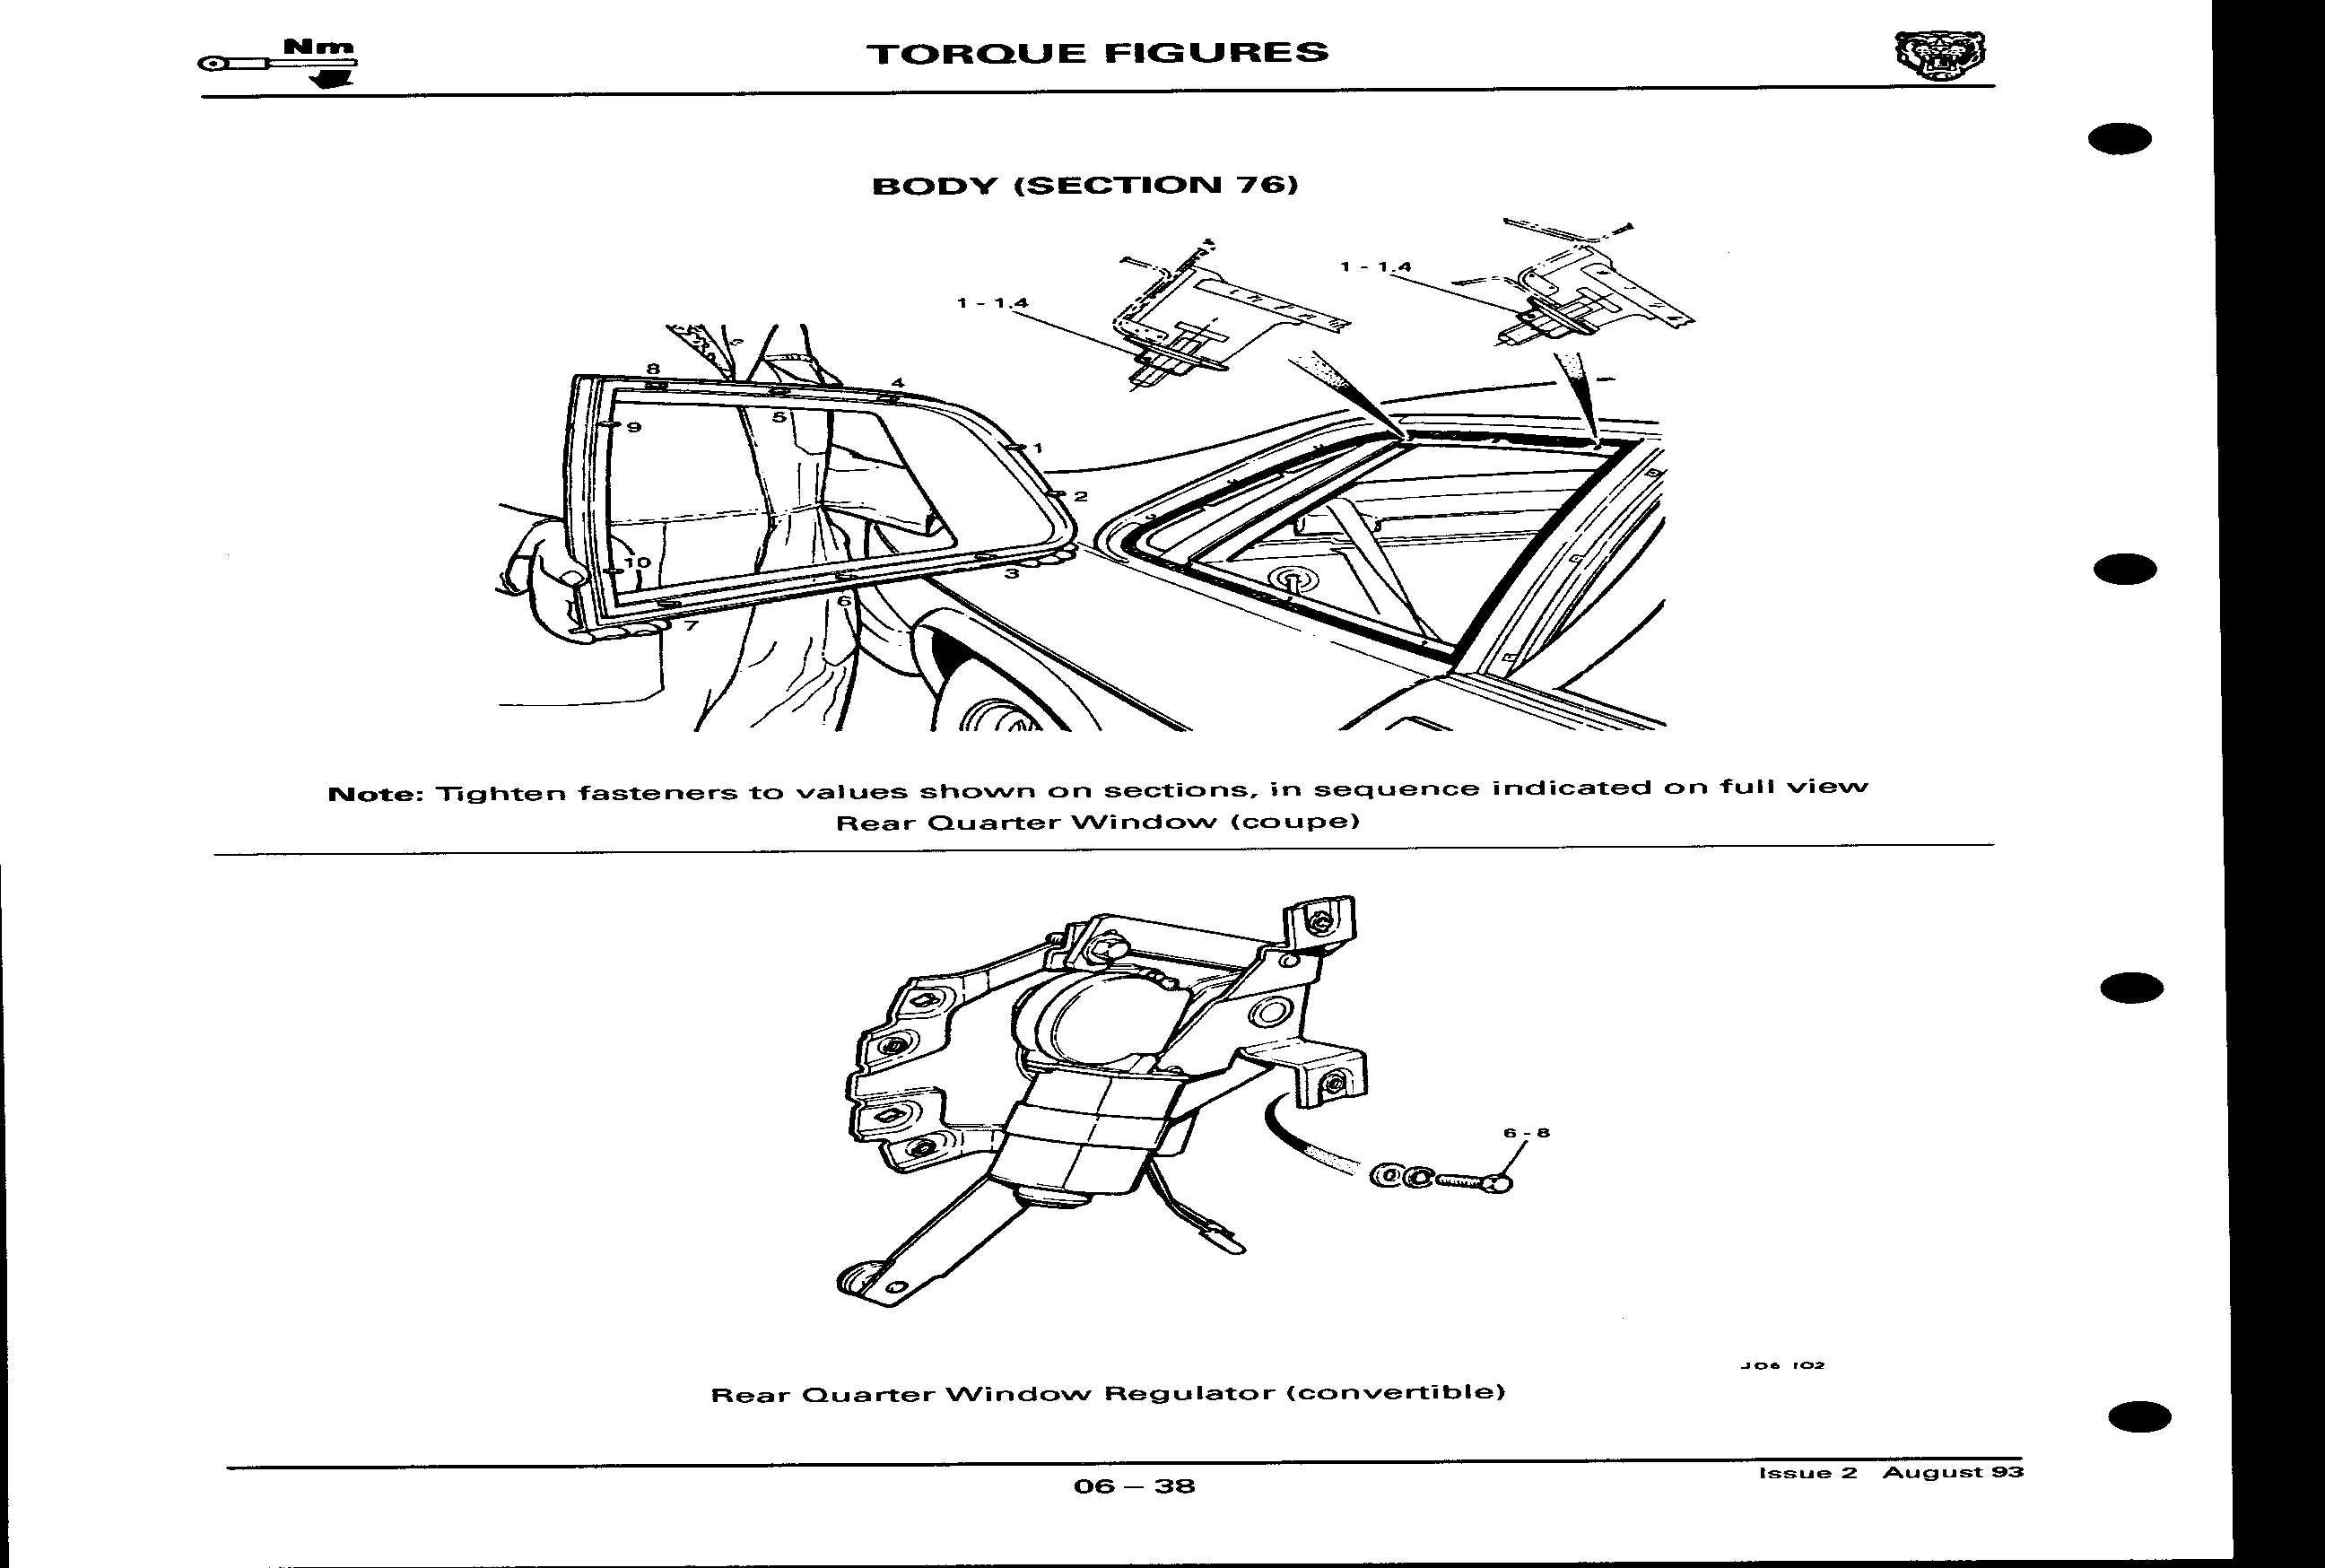 Nm
TORQUE FIGURES
BODY (SECTION 76)
1 - 1.4
1 - 1.4
8
4
5
9
1
2
10
3
6
7
Note: Tighten fasteners to values shown on sections, in sequence indicated on full view
Rear Quarter Window (coupe)
6 - 8
J06 102
Rear Quarter Window Regulator (convertible)
Issue 2 August 93
06 – 38